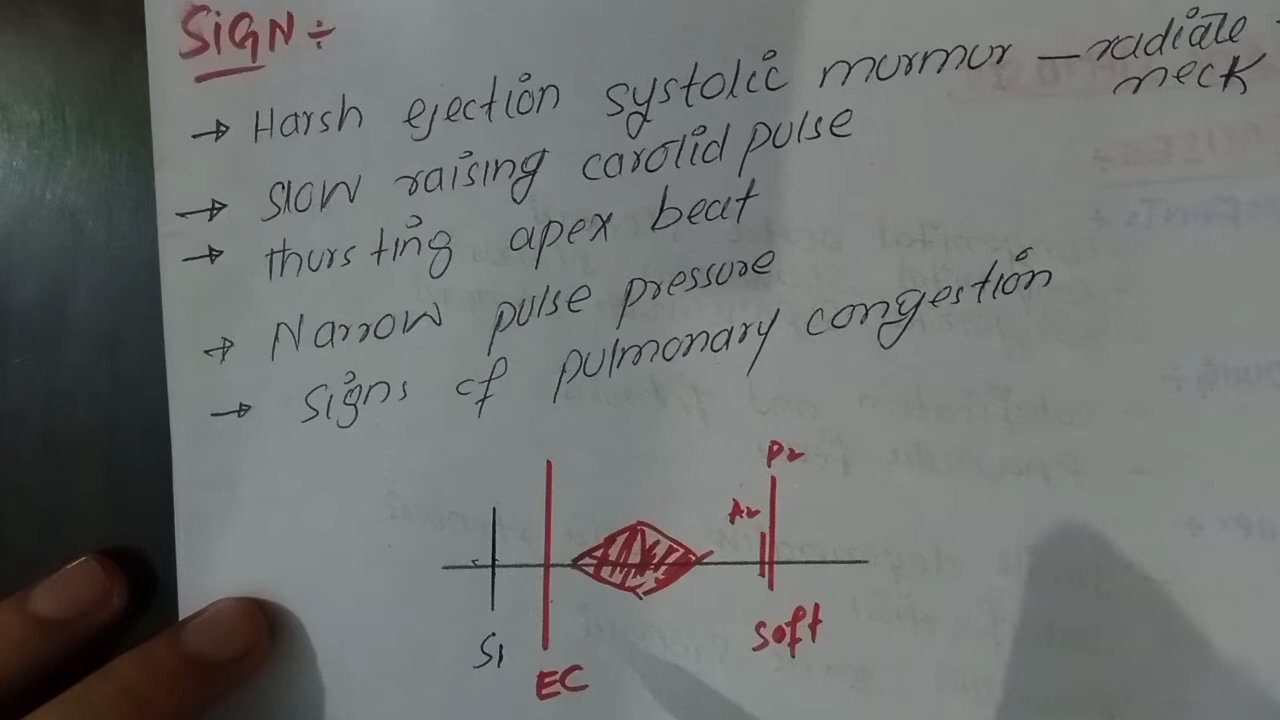 SiGN÷
→ Harsh ejection systolic murmur — radiate
neck
→ Slow raising carotid pulse
→ thursting apex beat
→ Narrow pulse pressure
→ Signs of pulmonary congestion
P2
A2
S1
Soft
EC